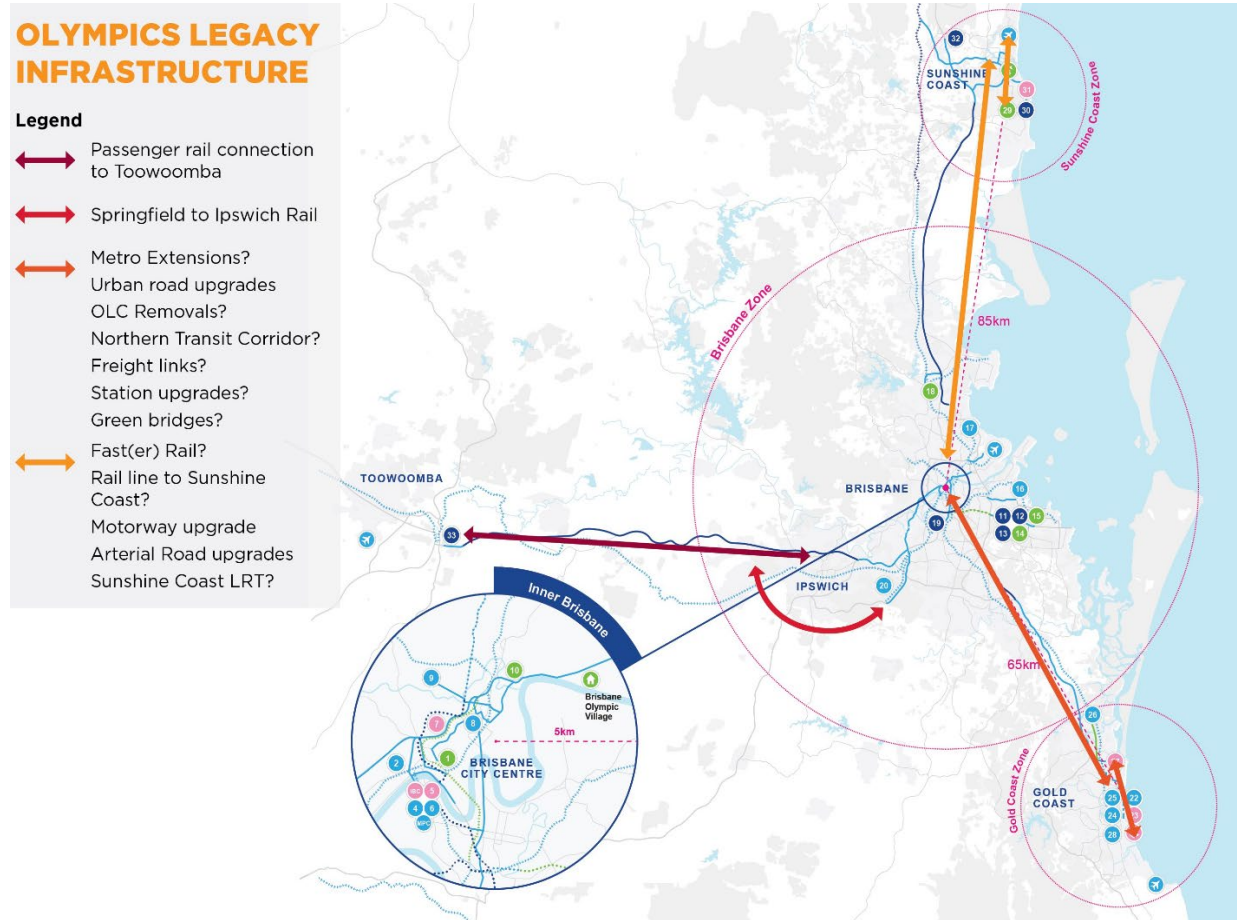 OLYMPICS LEGACY
INFRASTRUCTURE
Legend
Passenger rail connection
to Toowoomba
Springfield to Ipswich Rail
Metro Extensions?
Urban road upgrades
OLC Removals?
Northern Transit Corridor?
Freight links?
Station upgrades?
Green bridges?
Fast(er) Rail?
Rail line to Sunshine
Coast?
Motorway upgrade
Arterial Road upgrades
Sunshine Coast LRT?
32
SUNSHINE
COAST
31
29
30
Sunshine Coast Zone
Brisbane Zone
85km
18
17
TOOWOOMBA
33
BRISBANE
16
19
11
12
15
13
14
IPSWICH
20
65km
Inner Brisbane
10
9
Brisbane
Olympic
Village
7
8
5km
1
2
BRISBANE
CITY CENTRE
IBC
5
4
6
MPC
26
Gold Coast Zone
GOLD
COAST
25
22
24
28